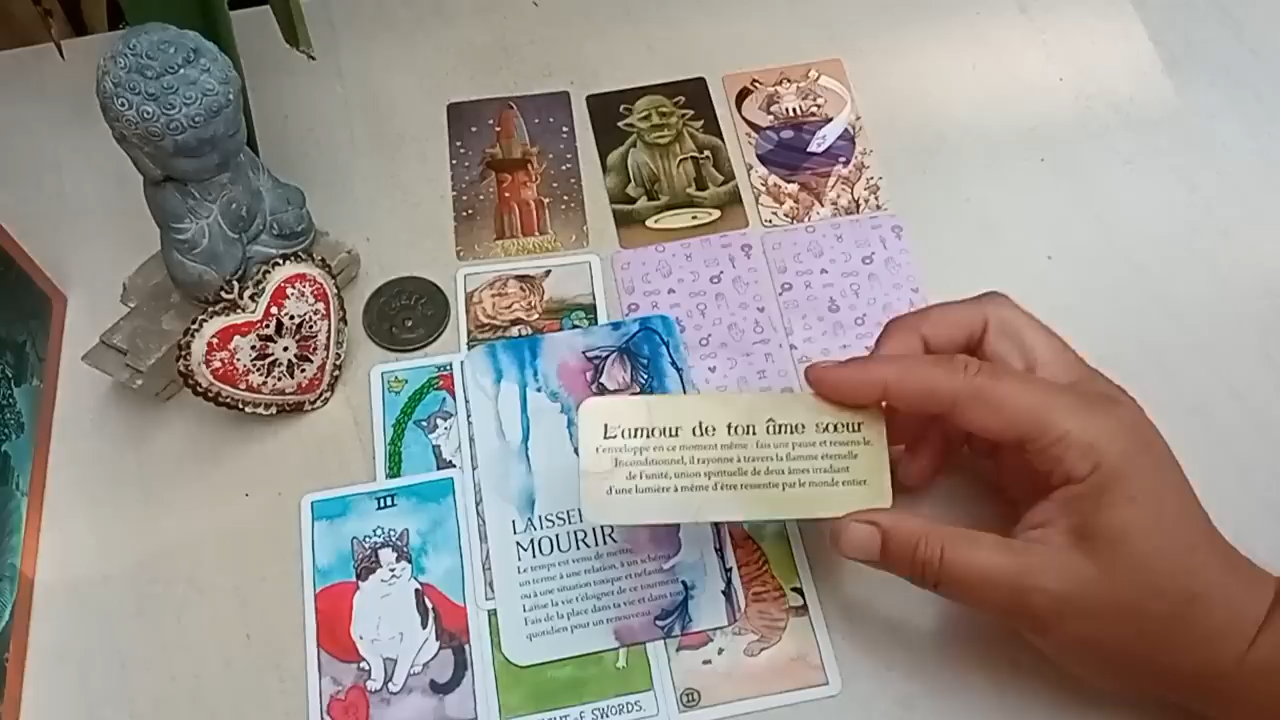 L'amour de ton âme sœur
t'enveloppe en ce moment même : fais une pause et ressens-le.
Inconditionnel, il rayonne à travers la flamme éternelle
de l'unité, union spirituelle de deux âmes irradiant
d'une lumière à même d'être ressentie par le monde entier.
LAISSE
MOURIR
Le temps est venu de mettre
un terme à une relation, à un schéma
ou à une situation toxique et néfaste.
Laisse la vie t'éloigner de ce tourment
Fais de la place dans ta vie et dans ton
quotidien pour un renouveau.
III
OF SWORDS.
II